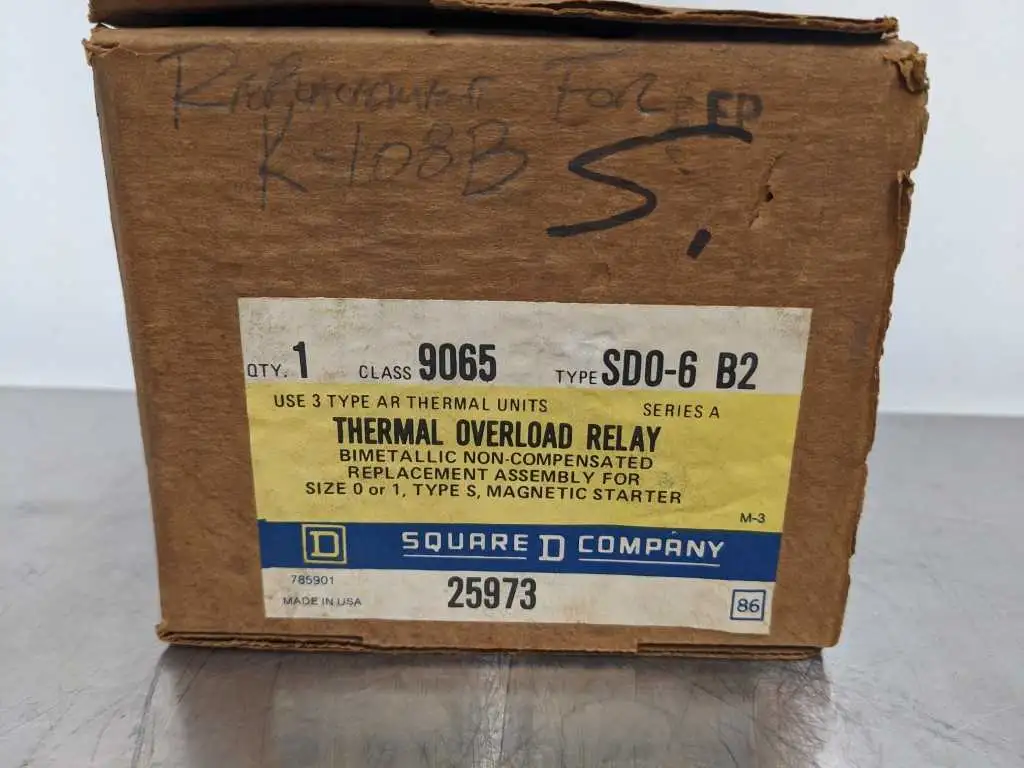 Replacement For
K-108B
EP
S.
QTY. 1 CLASS 9065 TYPE SDO-6 B2
USE 3 TYPE AR THERMAL UNITS SERIES A
THERMAL OVERLOAD RELAY
BIMETALLIC NON-COMPENSATED
REPLACEMENT ASSEMBLY FOR
SIZE 0 or 1, TYPE S, MAGNETIC STARTER
M-3
D SQUARE D COMPANY
785901
MADE IN USA
25973
86